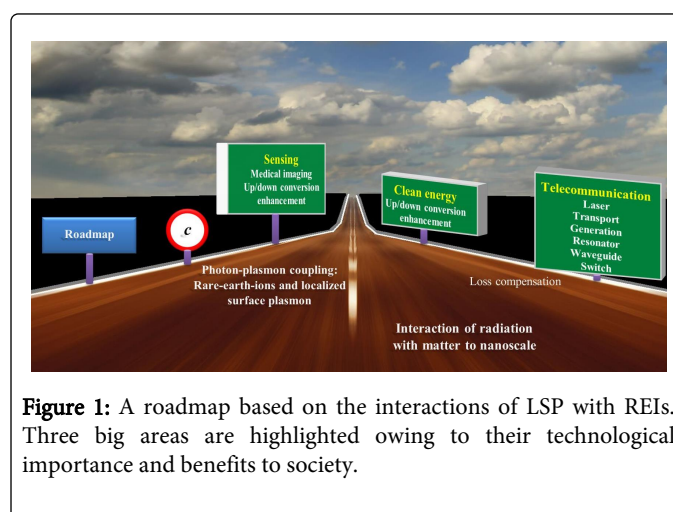 Roadmap
c
Sensing
Medical imaging
Up/down conversion
enhancement
Clean energy
Up/down conversion
enhancement
Telecommunication
Laser
Transport
Generation
Resonator
Waveguide
Switch
Photon-plasmon coupling:
Rare-earth-ions and localized
surface plasmon
Loss compensation
Interaction of radiation
with matter to nanoscale
Figure 1: A roadmap based on the interactions of LSP with REIs.
Three big areas are highlighted owing to their technological
importance and benefits to society.